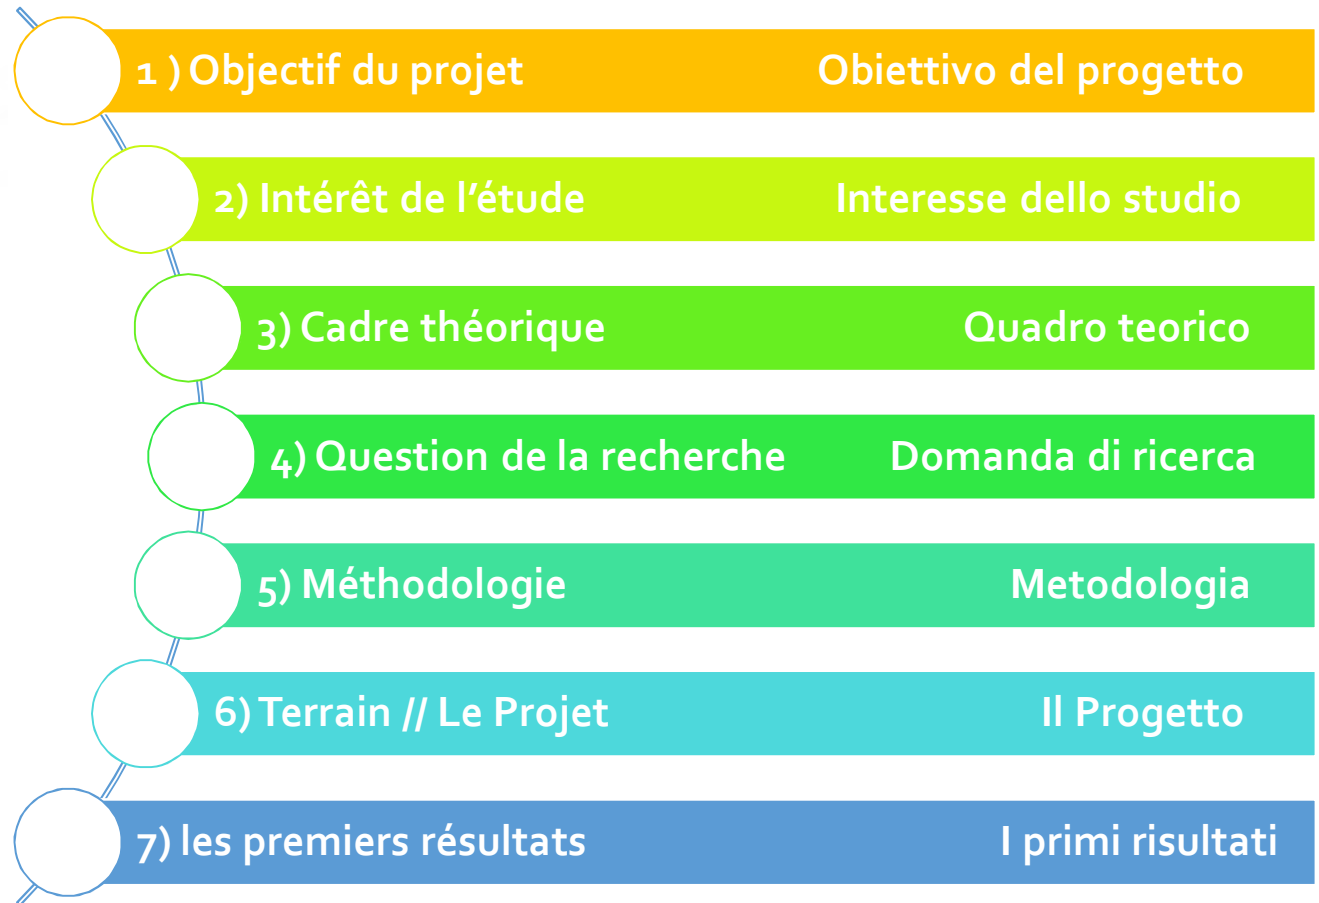 1 ) Objectif du projet Obiettivo del progetto
2) Intérêt de l’étude Interesse dello studio
3) Cadre théorique Quadro teorico
4) Question de la recherche Domanda di ricerca
5) Méthodologie Metodologia
6) Terrain // Le Projet Il Progetto
7) les premiers résultats I primi risultati